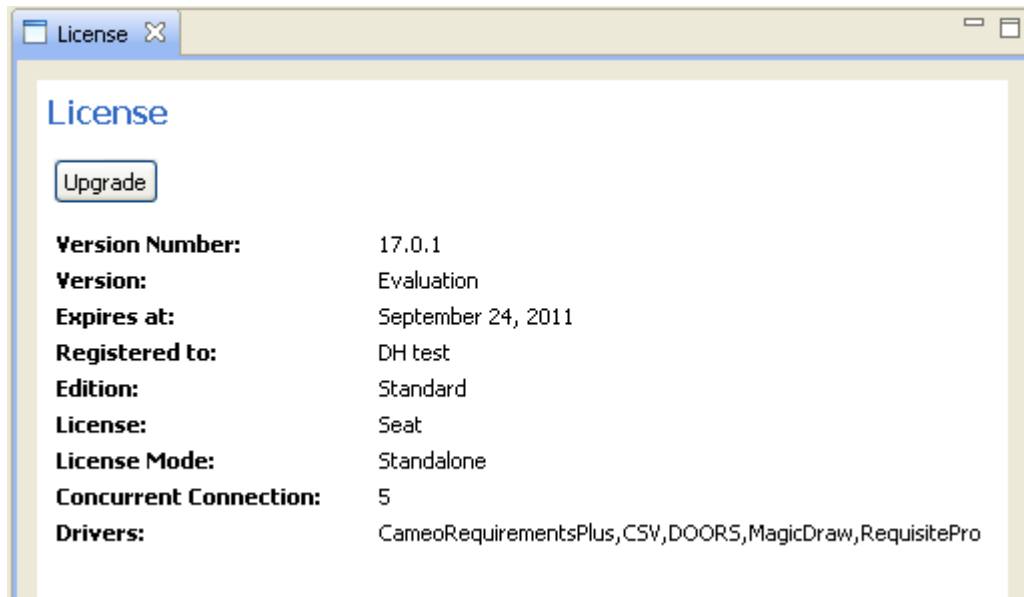 License
License
Upgrade
Version Number: 17.0.1
Version: Evaluation
Expires at: September 24, 2011
Registered to: DH test
Edition: Standard
License: Seat
License Mode: Standalone
Concurrent Connection: 5
Drivers: CameoRequirementsPlus,CSV,DOORS,MagicDraw,RequisitePro